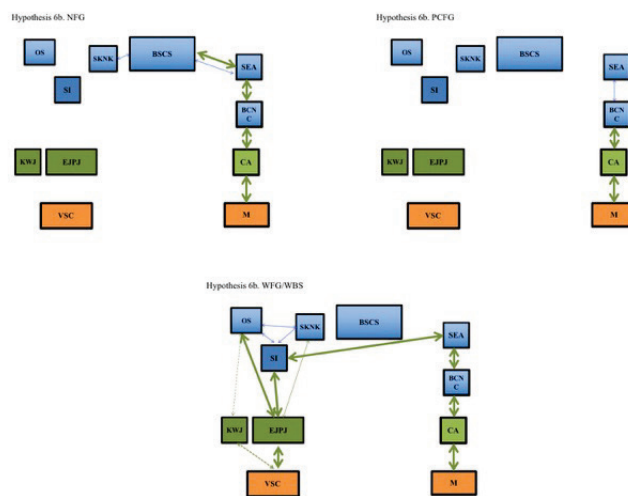 Hypothesis 6b. NFG
OS
SKNK
BSCS
SEA
SI
BCN
C
KWJ
EJPJ
CA
VSC
M
Hypothesis 6b. PCFG
OS
SKNK
BSCS
SEA
SI
BCN
C
KWJ
EJPJ
CA
VSC
M
Hypothesis 6b. WFG/WBS
OS
SKNK
BSCS
SEA
SI
BCN
C
KWJ
EJPJ
CA
VSC
M